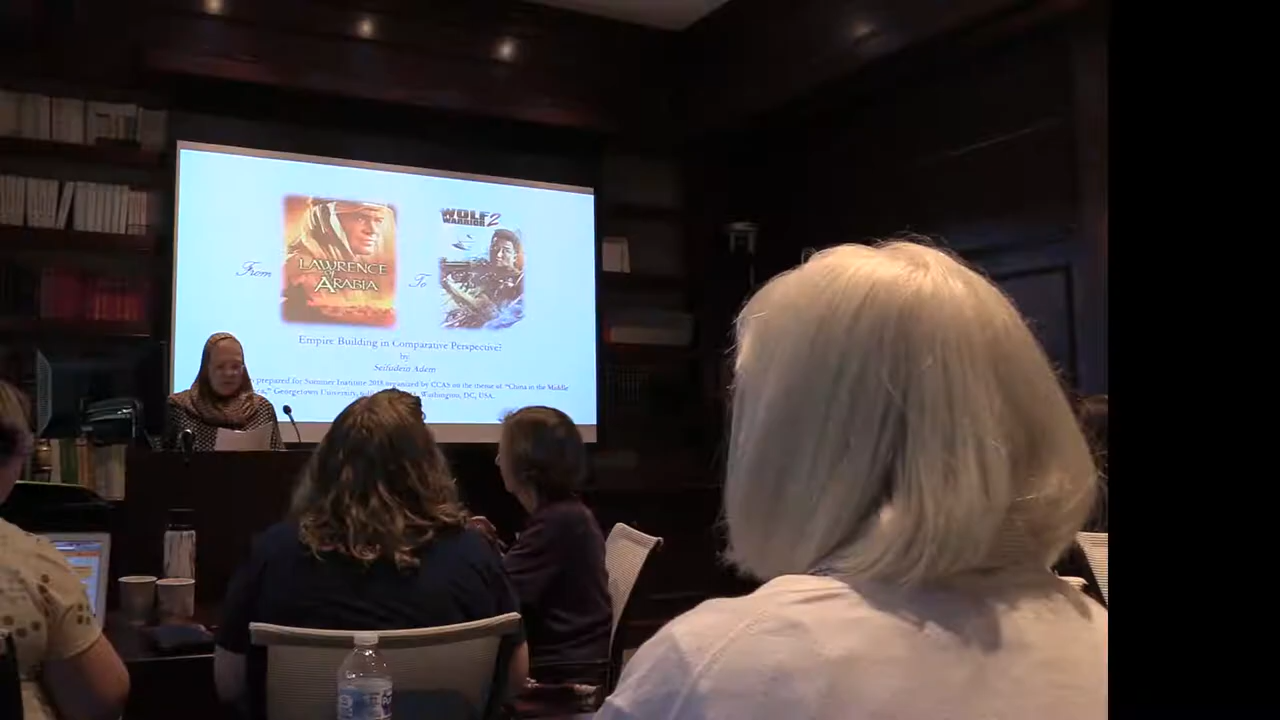 From
LAWRENCE
OF
ARABIA
To
WOLF
WARRIOR 2
Empire Building in Comparative Perspective?
by
Seifudein Adem
prepared for Summer Institute 2018 organized by CCAS on the theme of "China in the Middle
Georgetown University, Washington, DC, USA.